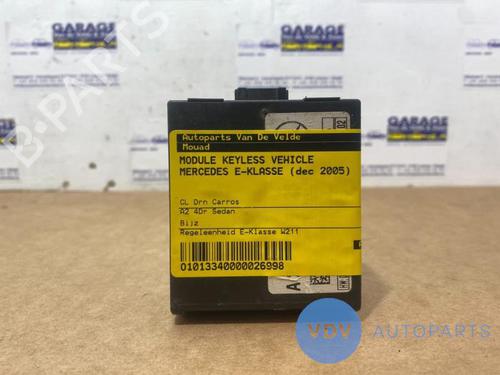 GARAGE
GARAGE
B-PARTS
Autoparts Van De Velde
Mouad
MODULE KEYLESS VEHICLE
MERCEDES E-KLASSE (dec 2005)
CL Drn Carros
A2 4Dr Sedan
Bijz
Regeleenheid E-Klasse W211
01013340000026998
VDV AUTOPARTS